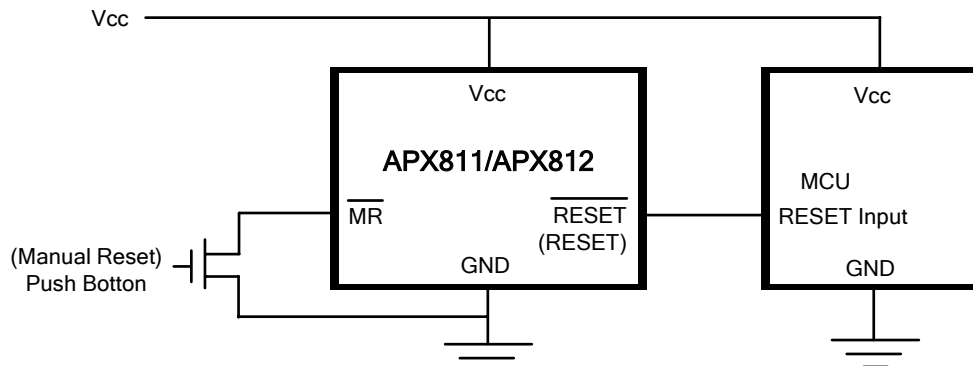 Vcc
Vcc
Vcc
APX811/APX812
MCU
MR
RESET
(RESET)
RESET Input
(Manual Reset)
Push Botton
GND
GND